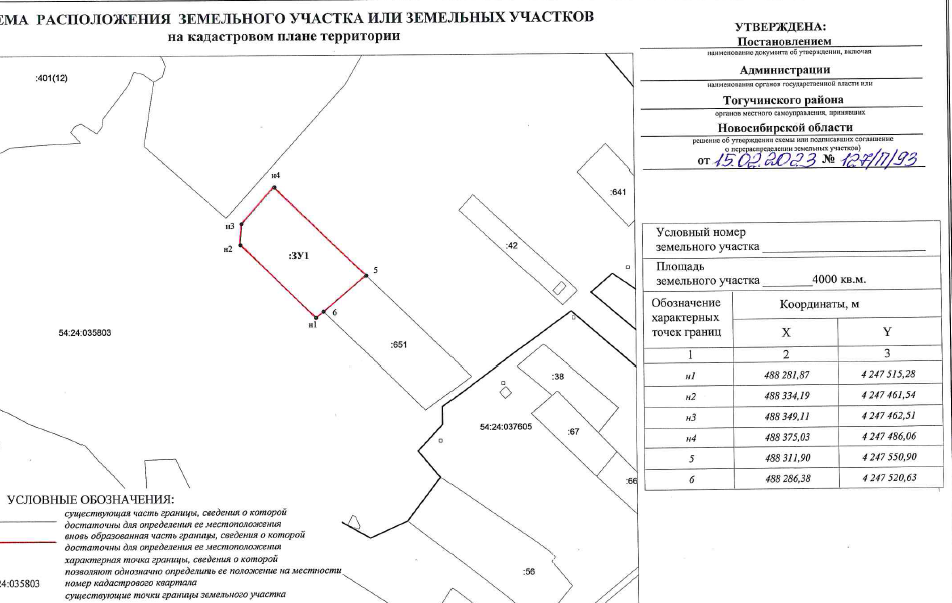 ЕМА РАСПОЛОЖЕНИЯ ЗЕМЕЛЬНОГО УЧАСТКА ИЛИ ЗЕМЕЛЬНЫХ УЧАСТКОВ
на кадастровом плане территории
УТВЕРЖДЕНА:
Постановлением
наименование документа об утверждении, включая
Администрации
наименования органов государственной власти или
Тогучинского района
органов местного самоуправления, принявших
Новосибирской области
решение об утверждении схемы или подписавших соглашение
о перераспределении земельных участков)
от 15.02.2023 № 127/П/93
:401(12)
н4
:641
н3
н2
:42
:ЗУ1
5
6
н1
54:24:035803
:651
:38
54:24:037605
:67
:66
:56
Условный номер
земельного участка
Площадь
земельного участка 4000 кв.м.
Обозначение характерных точек границ Координаты, м
X Y
1 2 3
н1 488 281,87 4 247 515,28
н2 488 334,19 4 247 461,54
н3 488 349,11 4 247 462,51
н4 488 375,03 4 247 486,06
5 488 311,90 4 247 550,90
6 488 286,38 4 247 520,63
УСЛОВНЫЕ ОБОЗНАЧЕНИЯ:
существующая часть границы, сведения о которой
достаточны для определения ее местоположения
вновь образованная часть границы, сведения о которой
достаточны для определения ее местоположения
характерная точка границы, сведения о которой
позволяют однозначно определить ее положение на местности
24:035803 номер кадастрового квартала
существующие точки границы земельного участка